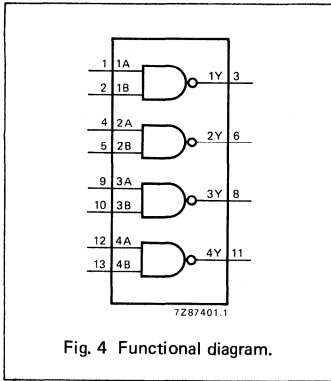 1 1A
2 1B
1Y 3
4 2A
5 2B
2Y 6
9 3A
10 3B
3Y 8
12 4A
13 4B
4Y 11
7Z87401.1
Fig. 4 Functional diagram.